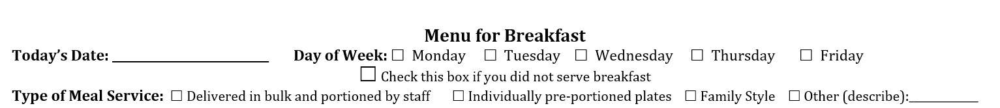 Menu for Breakfast
Today’s Date: ____________________ Day of Week: ☐ Monday ☐ Tuesday ☐ Wednesday ☐ Thursday ☐ Friday
☐ Check this box if you did not serve breakfast
Type of Meal Service: ☐ Delivered in bulk and portioned by staff ☐ Individually pre-portioned plates ☐ Family Style ☐ Other (describe):_________